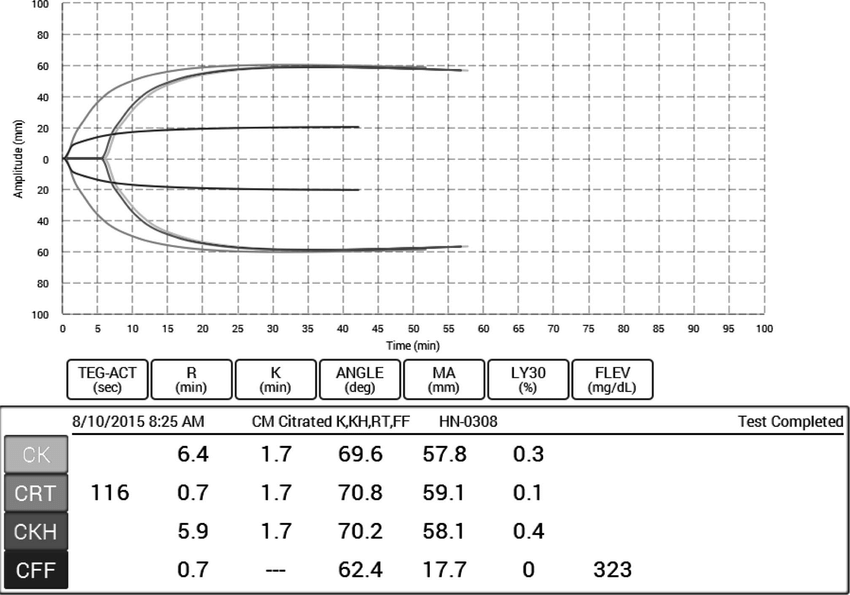 100
80
60
40
20
0
20
40
60
80
100
Amplitude (mm)
0 5 10 15 20 25 30 35 40 45 50 55 60 65 70 75 80 85 90 95 100
Time (min)
TEG-ACT R K ANGLE MA LY30 FLEV
(sec) (min) (min) (deg) (mm) (%) (mg/dL)
8/10/2015 8:25 AM CM Citrated K,KH,RT,FF HN-0308 Test Completed
CK 6.4 1.7 69.6 57.8 0.3
CRT 116 0.7 1.7 70.8 59.1 0.1
CKH 5.9 1.7 70.2 58.1 0.4
CFF 0.7 --- 62.4 17.7 0 323